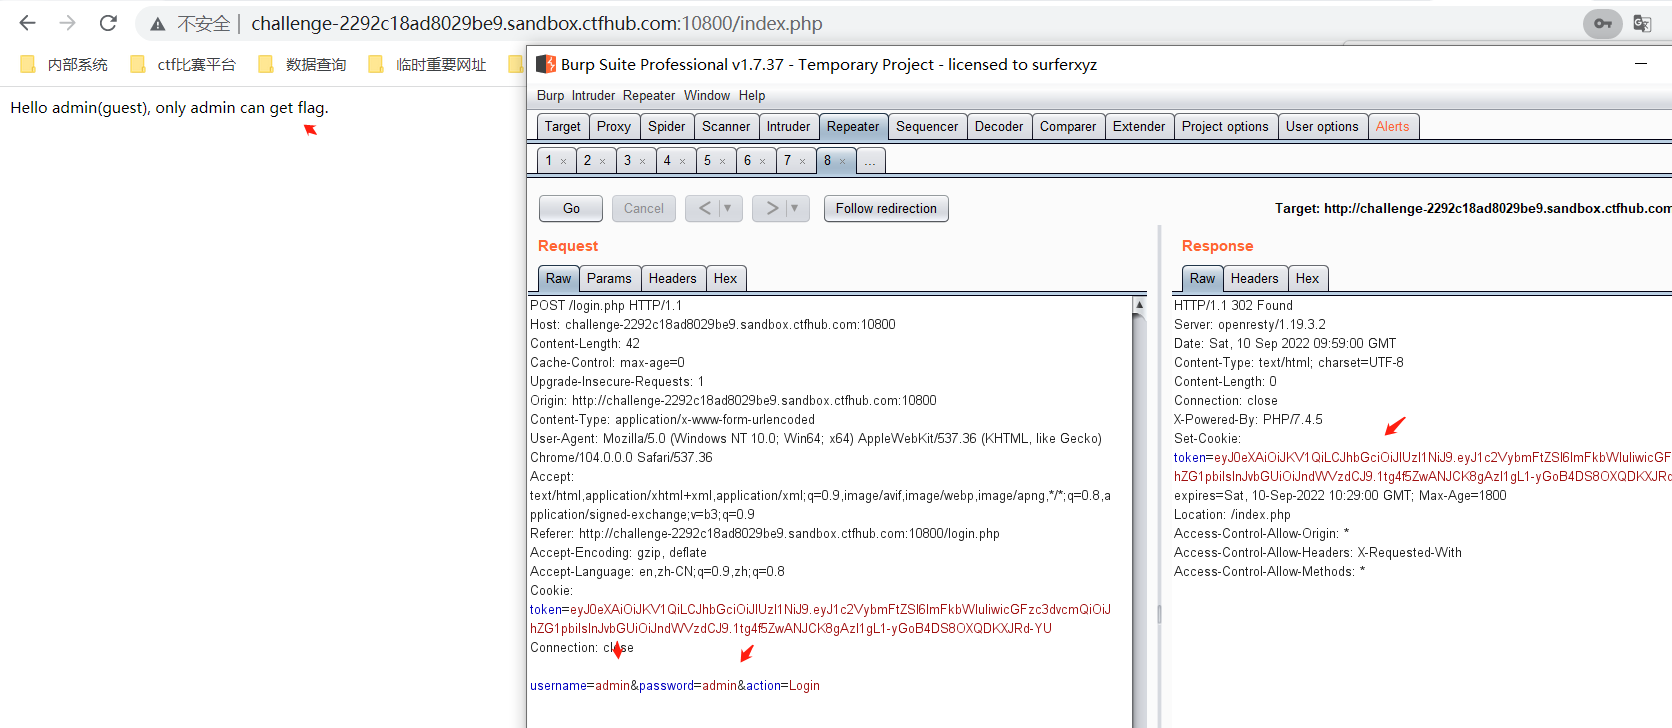 不安全 | challenge-2292c18ad8029be9.sandbox.ctfhub.com:10800/index.php
内部系统 ctf比赛平台 数据查询 临时重要网址
Hello admin(guest), only admin can get flag.
Burp Suite Professional v1.7.37 - Temporary Project - licensed to surferxyz
Burp Intruder Repeater Window Help
Target Proxy Spider Scanner Intruder Repeater Sequencer Decoder Comparer Extender Project options User options Alerts
1 × 2 × 3 × 4 × 5 × 6 × 7 × 8 × ...
Go Cancel < > Follow redirection Target: http://challenge-2292c18ad8029be9.sandbox.ctfhub.com
Request
Raw Params Headers Hex
POST /login.php HTTP/1.1
Host: challenge-2292c18ad8029be9.sandbox.ctfhub.com:10800
Content-Length: 42
Cache-Control: max-age=0
Upgrade-Insecure-Requests: 1
Origin: http://challenge-2292c18ad8029be9.sandbox.ctfhub.com:10800
Content-Type: application/x-www-form-urlencoded
User-Agent: Mozilla/5.0 (Windows NT 10.0; Win64; x64) AppleWebKit/537.36 (KHTML, like Gecko)
Chrome/104.0.0.0 Safari/537.36
Accept:
text/html,application/xhtml+xml,application/xml;q=0.9,image/avif,image/webp,image/apng,*/*;q=0.8,a
pplication/signed-exchange;v=b3;q=0.9
Referer: http://challenge-2292c18ad8029be9.sandbox.ctfhub.com:10800/login.php
Accept-Encoding: gzip, deflate
Accept-Language: en,zh-CN;q=0.9,zh;q=0.8
Cookie:
token=eyJ0eXAiOiJKV1QiLCJhbGciOiJIUzI1NiJ9.eyJ1c2VybmFtZSI6ImFkbWluIiwicGFzc3dvcmQiOiJ
hZG1pbiIsInJvbGUiOiJndWVzdCJ9.1tg4f5ZwANJCK8gAzI1gL1-yGoB4DS8OXQDKXJRd-YU
Connection: close
username=admin&password=admin&action=Login
Response
Raw Headers Hex
HTTP/1.1 302 Found
Server: openresty/1.19.3.2
Date: Sat, 10 Sep 2022 09:59:00 GMT
Content-Type: text/html; charset=UTF-8
Content-Length: 0
Connection: close
X-Powered-By: PHP/7.4.5
Set-Cookie:
token=eyJ0eXAiOiJKV1QiLCJhbGciOiJIUzI1NiJ9.eyJ1c2VybmFtZSI6ImFkbWluIiwicGF
hZG1pbiIsInJvbGUiOiJndWVzdCJ9.1tg4f5ZwANJCK8gAzI1gL1-yGoB4DS8OXQDKXJRd
expires=Sat, 10-Sep-2022 10:29:00 GMT; Max-Age=1800
Location: /index.php
Access-Control-Allow-Origin: *
Access-Control-Allow-Headers: X-Requested-With
Access-Control-Allow-Methods: *